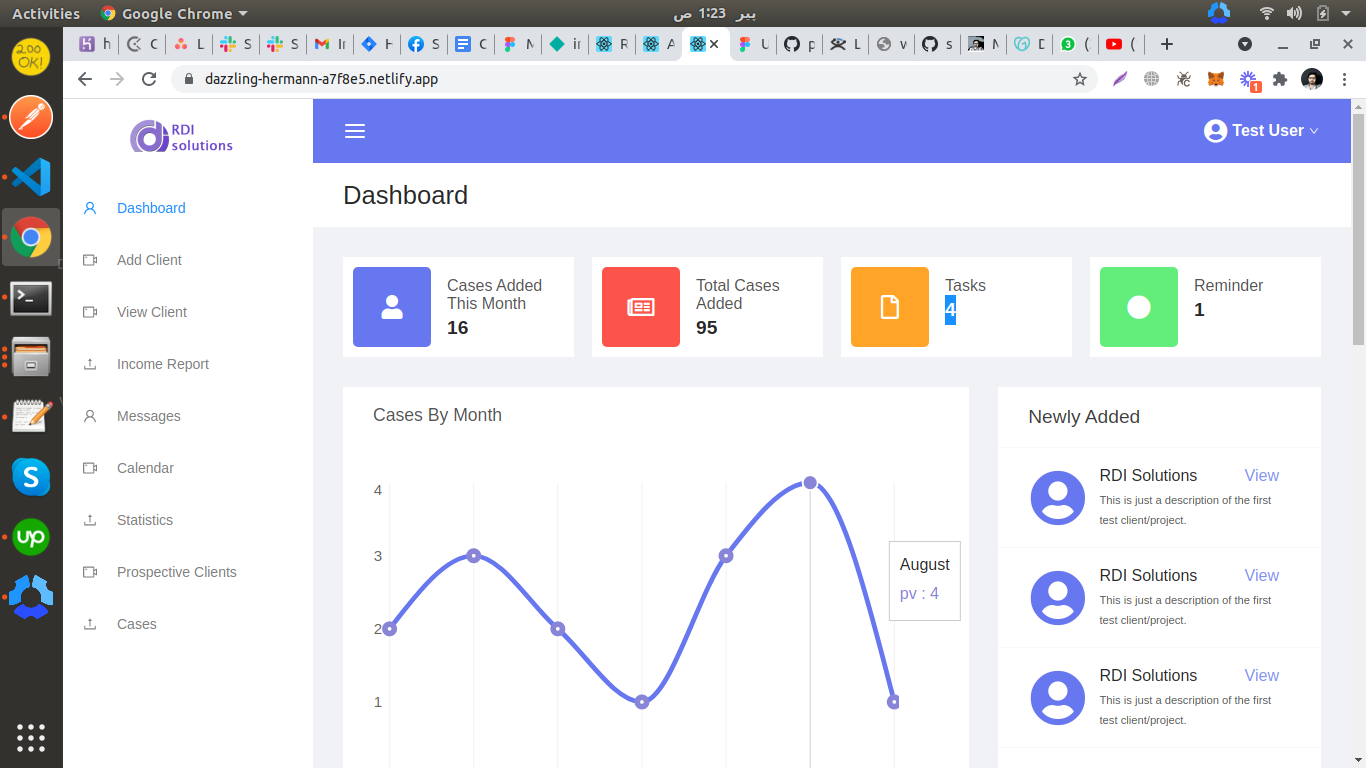 Activities
Google Chrome
پیر 1:23 ص
200
OK!
h
C
L
S
S
Ir
H
S
C
N
ir
R
A
U
p
L
v
s
N
D
3
(
(
dazzling-hermann-a7f8e5.netlify.app
1
RDI
solutions
Test User
Dashboard
Dashboard
Add Client
View Client
Income Report
Messages
Calendar
Statistics
Prospective Clients
Cases
Cases Added
This Month
16
Total Cases
Added
95
Tasks
4
Reminder
1
Cases By Month
4
3
2
1
August
pv : 4
Newly Added
RDI Solutions
View
This is just a description of the first
test client/project.
RDI Solutions
View
This is just a description of the first
test client/project.
RDI Solutions
View
This is just a description of the first
test client/project.
up